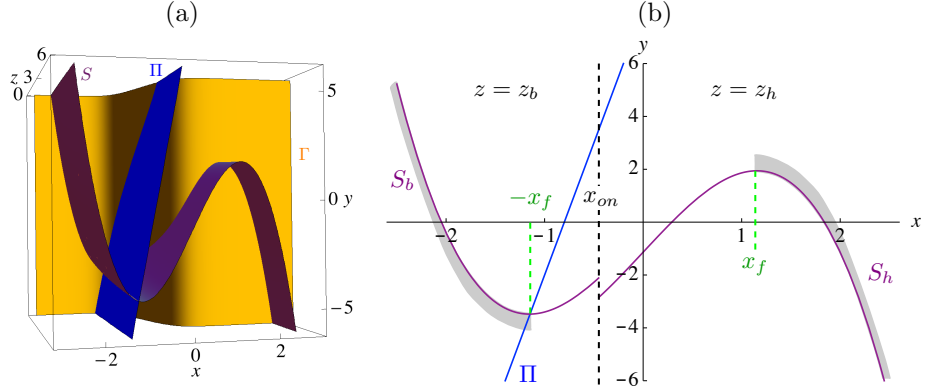 (a)
6
z 3
0
S
Π
Γ
5
0 y
−5
−2
0
2
x
(b)
y
6
z = z_b
z = z_h
4
2
S_b
−x_f
x_on
x
−2
−1
1
2
x_f
−2
S_h
−4
Π
−6